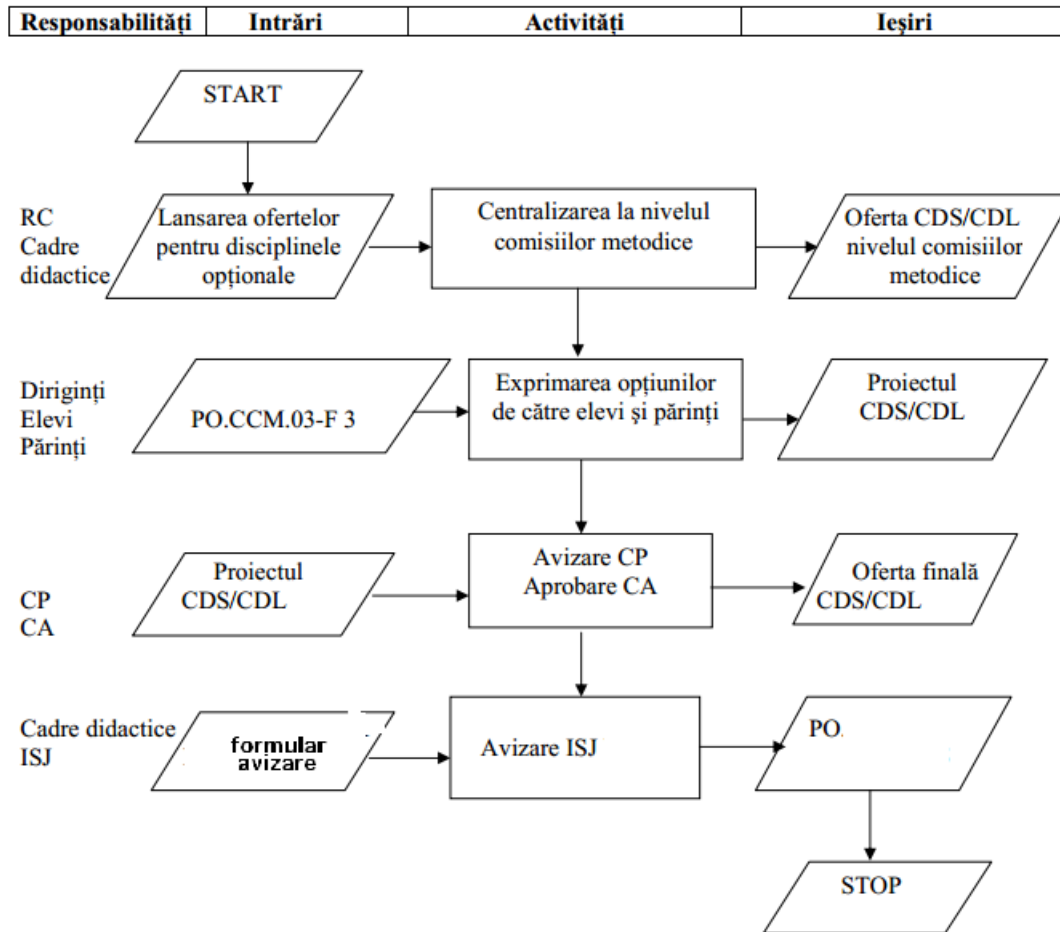 Responsabilități Intrări Activități Ieşiri
START
RC
Cadre
didactice
Lansarea ofertelor
pentru disciplinele
opționale
Centralizarea la nivelul
comisiilor metodice
Oferta CDS/CDL
nivelul comisiilor
metodice
Diriginți
Elevi
Părinți
PO.CCM.03-F 3
Exprimarea opțiunilor
de către elevi şi părinți
Proiectul
CDS/CDL
CP
CA
Proiectul
CDS/CDL
Avizare CP
Aprobare CA
Oferta finală
CDS/CDL
Cadre didactice
ISJ
formular
avizare
Avizare ISJ
PO.
STOP